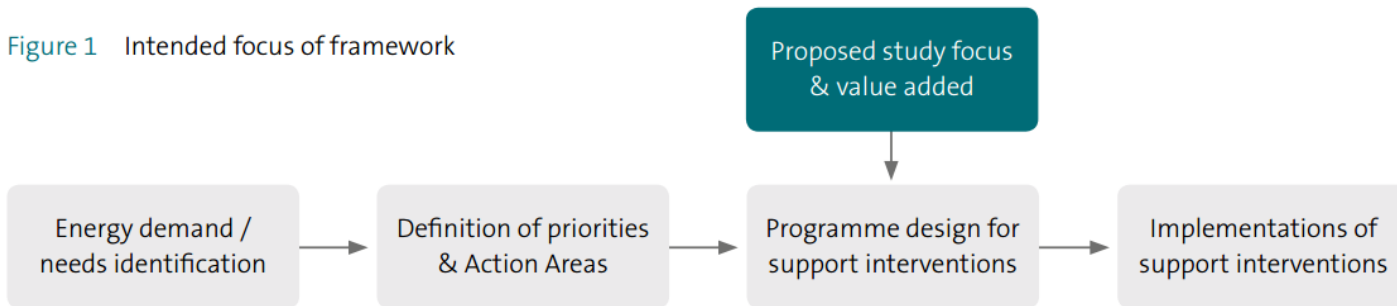 Figure 1 Intended focus of framework
Proposed study focus
& value added
Energy demand /
needs identification
Definition of priorities
& Action Areas
Programme design for
support interventions
Implementations of
support interventions